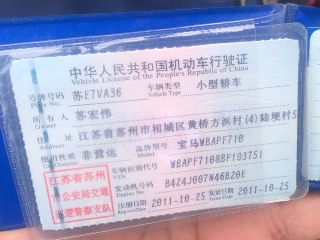 中华人民共和国机动车行驶证
Vehicle License of the People's Republic of China
号牌号码 苏E7VA36 车辆类型 小型轿车
Plate No. Vehicle Type
所有人 苏宏伟
Owner
住址 江苏省苏州市相城区黄桥方浜村(4)陆埂村5
使用性质 非营运 品牌型号 宝马WBAPF71B
车辆识别代号 WBAPF7108BF103751
VIN
江苏省苏州
市公安局交通
巡逻警察支队
发动机号码 B424J007N46B20E
Engine No.
注册日期 2011-10-25 发证日期 2011-10-25
Register Date Issue Date